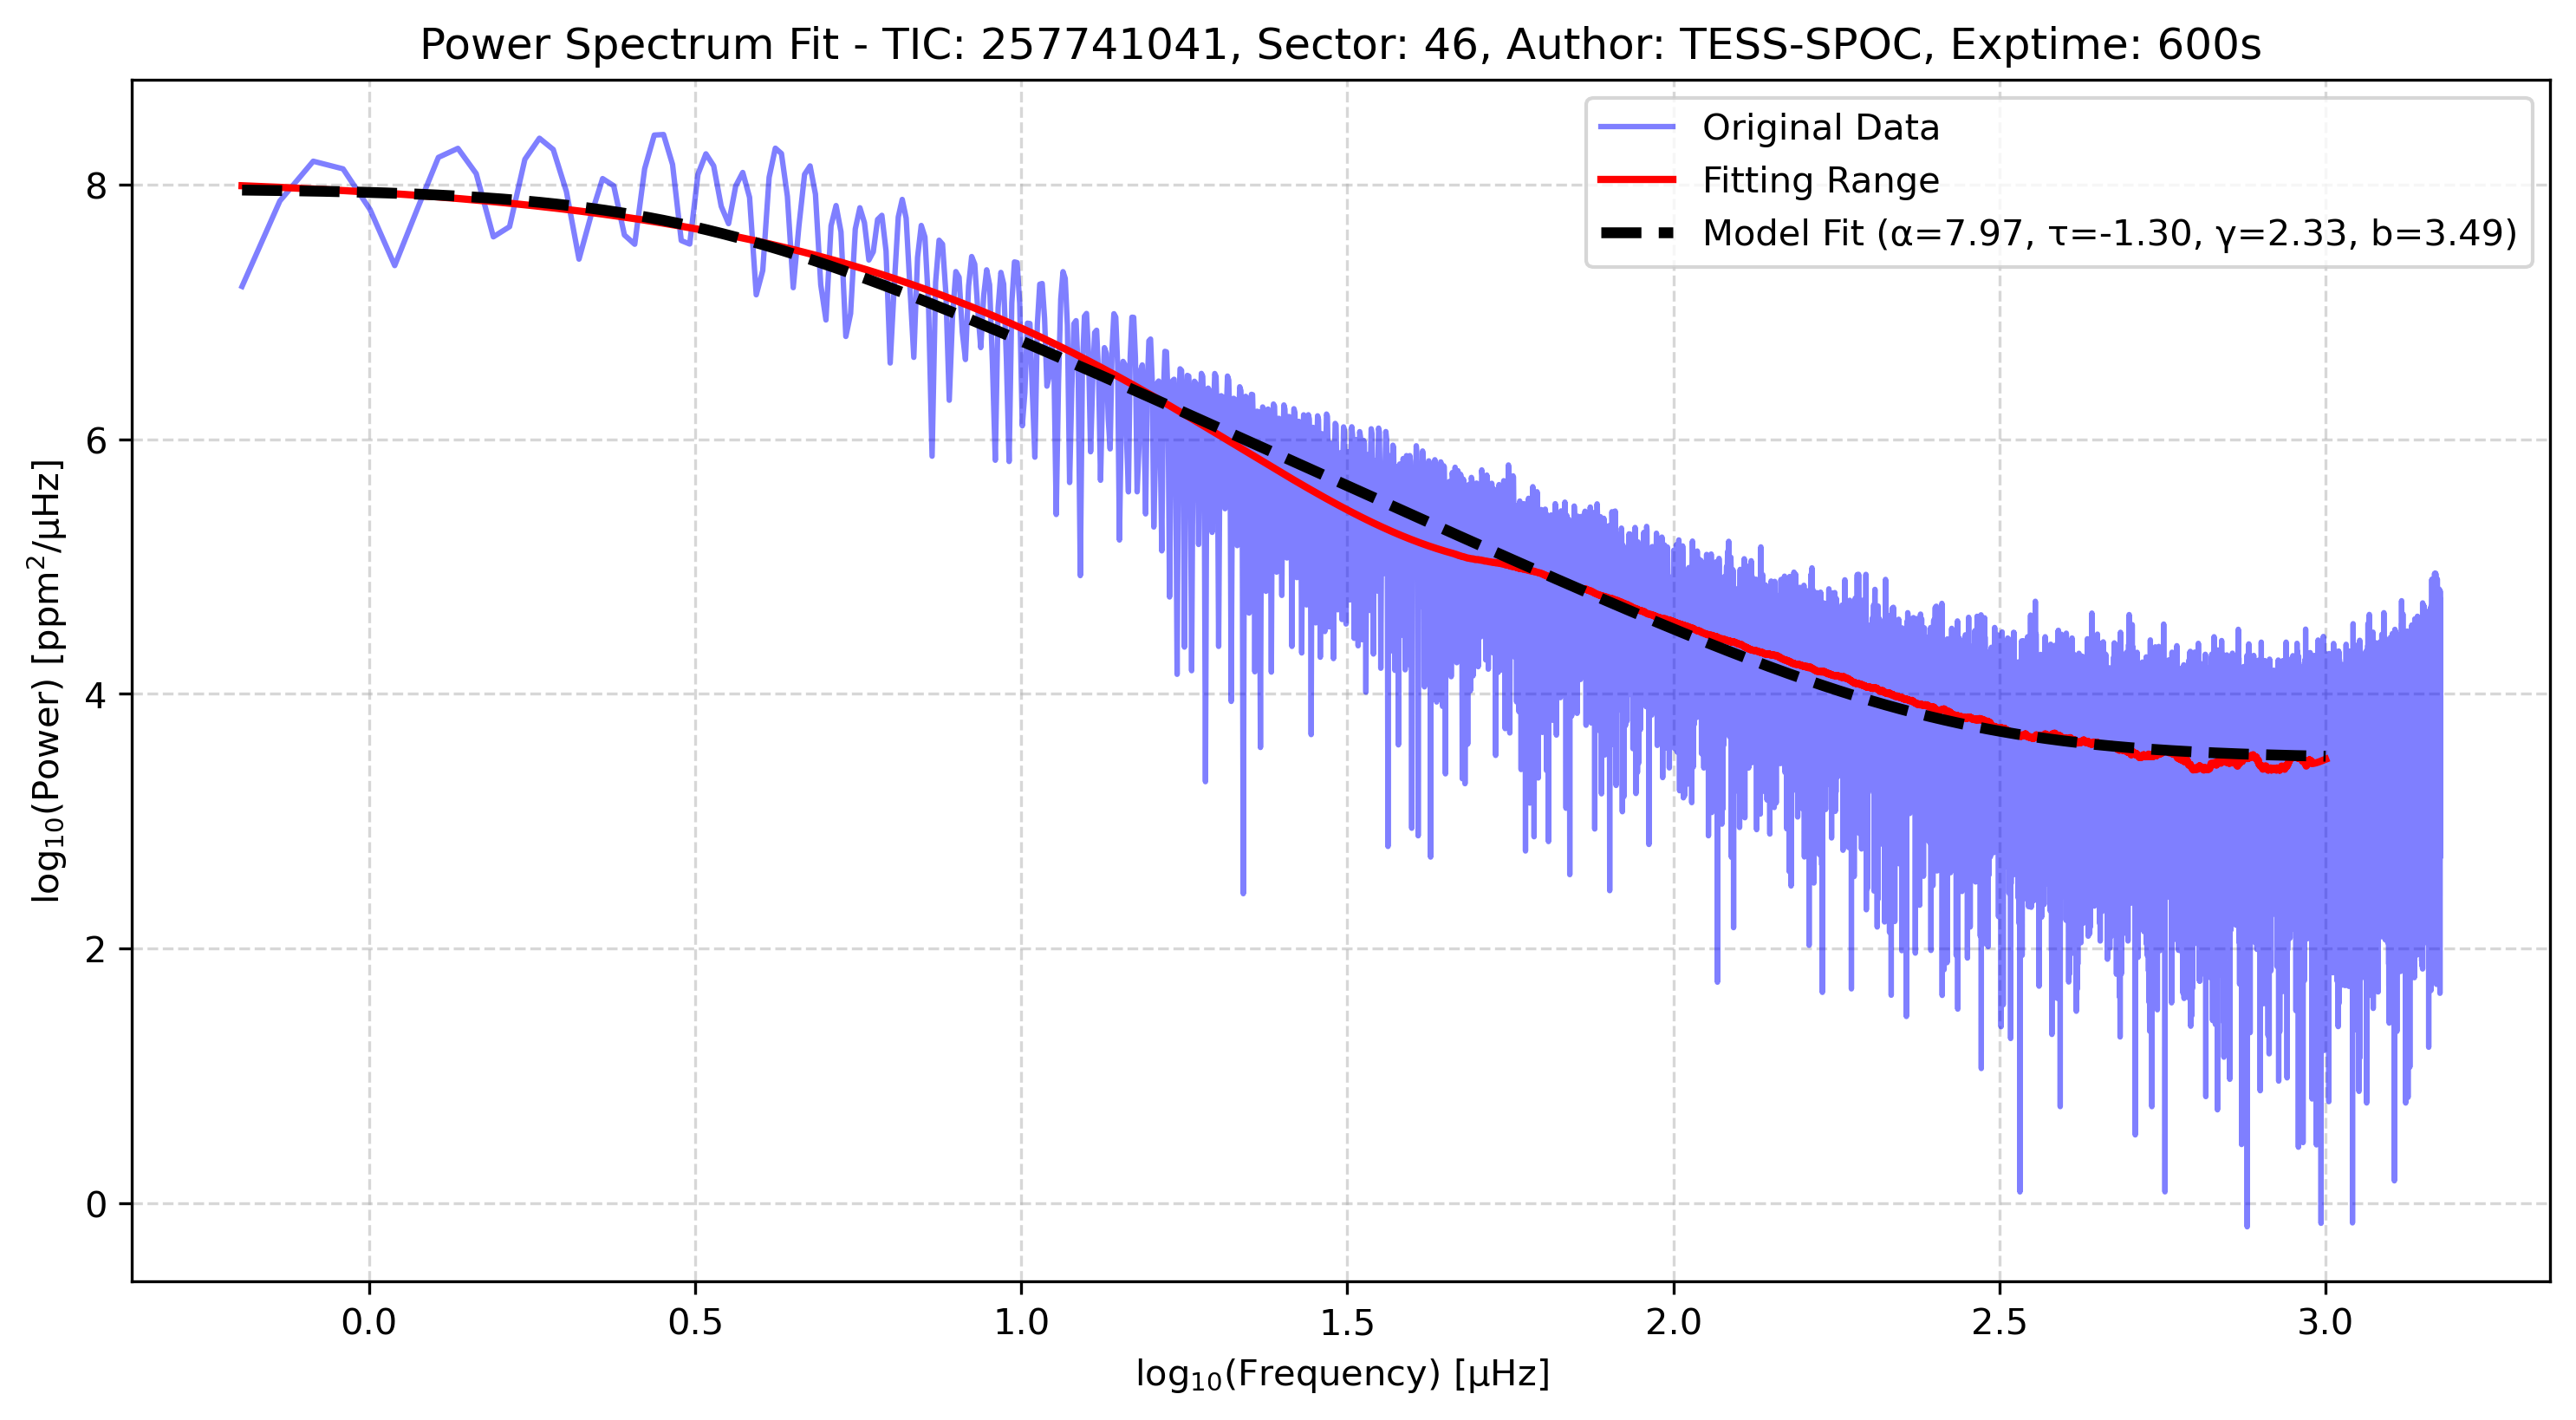 Power Spectrum Fit - TIC: 257741041, Sector: 46, Author: TESS-SPOC, Exptime: 600s
Original Data
Fitting Range
Model Fit (α=7.97, τ=-1.30, γ=2.33, b=3.49)
log₁₀(Power) [ppm²/μHz]
8
6
4
2
0
0.0 0.5 1.0 1.5 2.0 2.5 3.0
log₁₀(Frequency) [μHz]